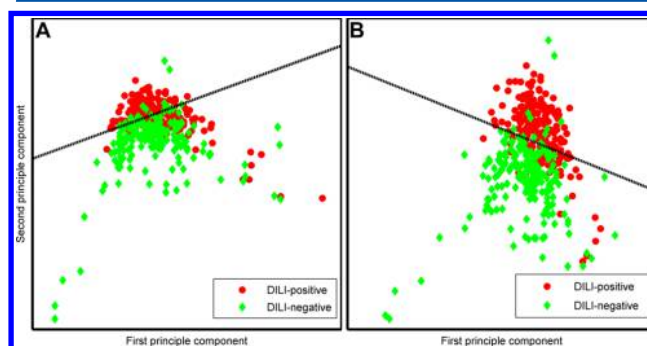 A
B
Second principle component
DILI-positive
DILI-negative
DILI-positive
DILI-negative
First principle component
First principle component